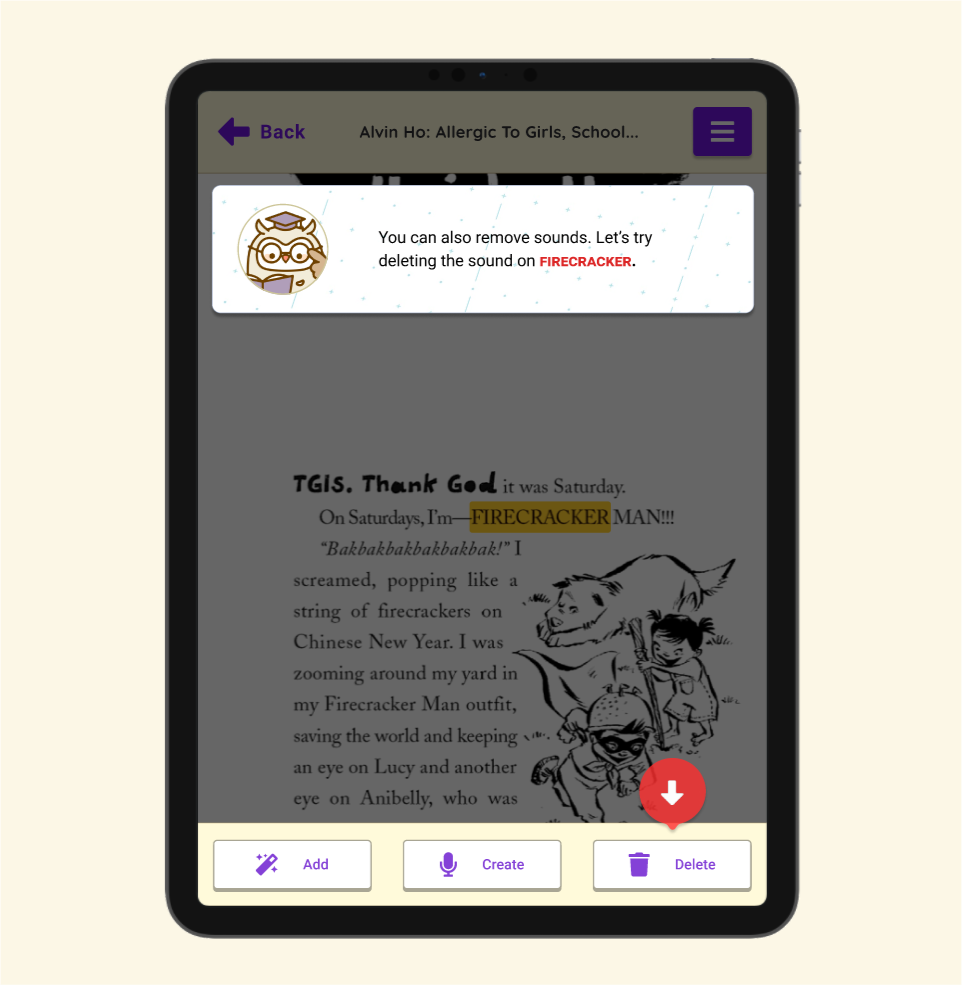 Back
Alvin Ho: Allergic To Girls, School...
You can also remove sounds. Let's try
deleting the sound on FIRECRACKER.
TGIS. Thank God it was Saturday.
On Saturdays, I'm—FIRECRACKER MAN!!!
"Bakbakbakbakbakbak!" I
screamed, popping like a
string of firecrackers on
Chinese New Year. I was
zooming around my yard in
my Firecracker Man outfit,
saving the world and keeping
an eye on Lucy and another
eye on Anibelly, who was
Add
Create
Delete